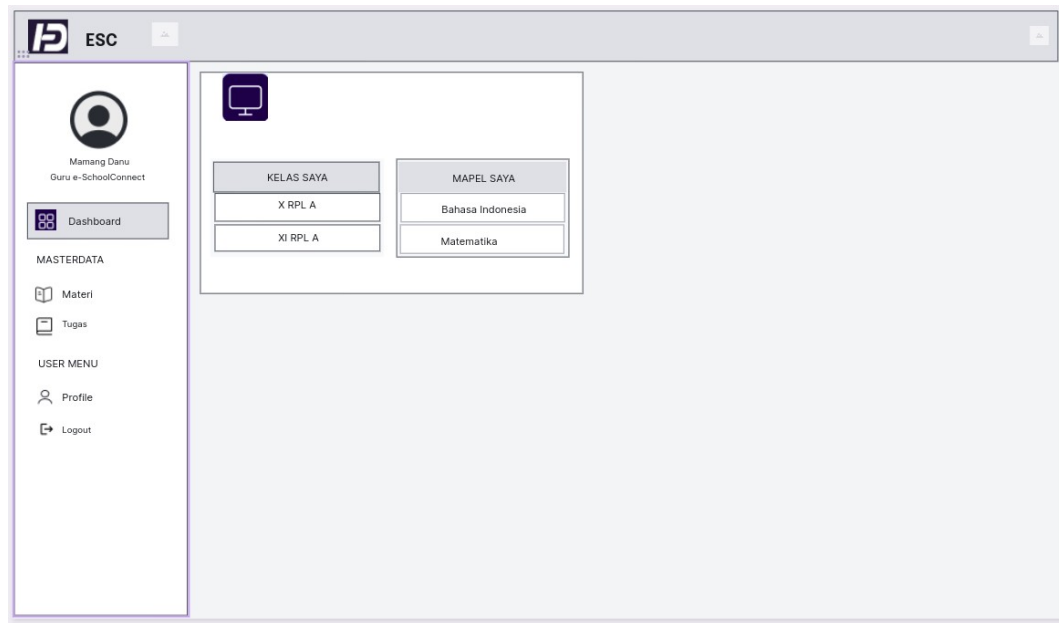 ESC
Mamang Danu
Guru e-SchoolConnect
Dashboard
MASTERDATA
Materi
Tugas
USER MENU
Profile
Logout
KELAS SAYA
X RPL A
XI RPL A
MAPEL SAYA
Bahasa Indonesia
Matematika